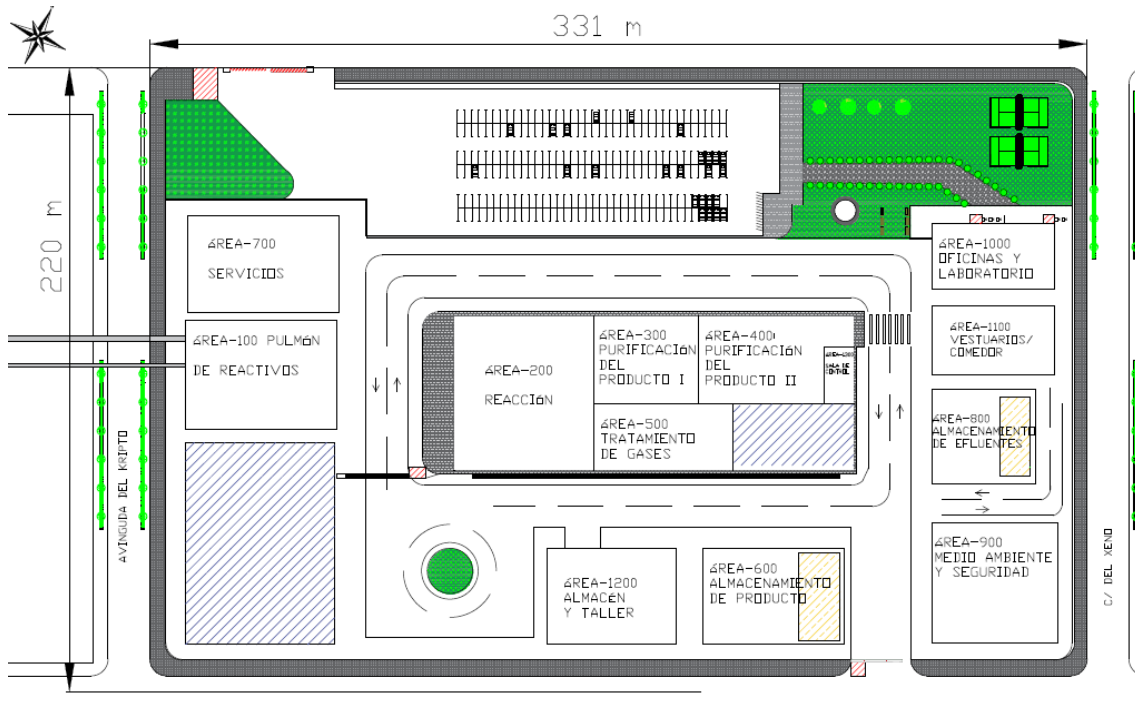 331 m
220 m
ÁREA-700
SERVICIOS
ÁREA-100 PULMÓN
DE REACTIVOS
ÁREA-200
REACCIÓN
ÁREA-300
PURIFICACIÓN
DEL
PRODUCTO I
ÁREA-400
PURIFICACIÓN
DEL
PRODUCTO II
SALA DE
CONTROL
ÁREA-500
TRATAMIENTO
DE GASES
ÁREA-1000
OFICINAS Y
LABORATORIO
ÁREA-1100
VESTUARIOS/
COMEDOR
ÁREA-800
ALMACENAMIENTO
DE EFLUENTES
ÁREA-900
MEDIO AMBIENTE
Y SEGURIDAD
ÁREA-1200
ALMACÉN
Y TALLER
ÁREA-600
ALMACENAMIENTO
DE PRODUCTO
AVINGUDA DEL KRIPTO
C/ DEL XENO